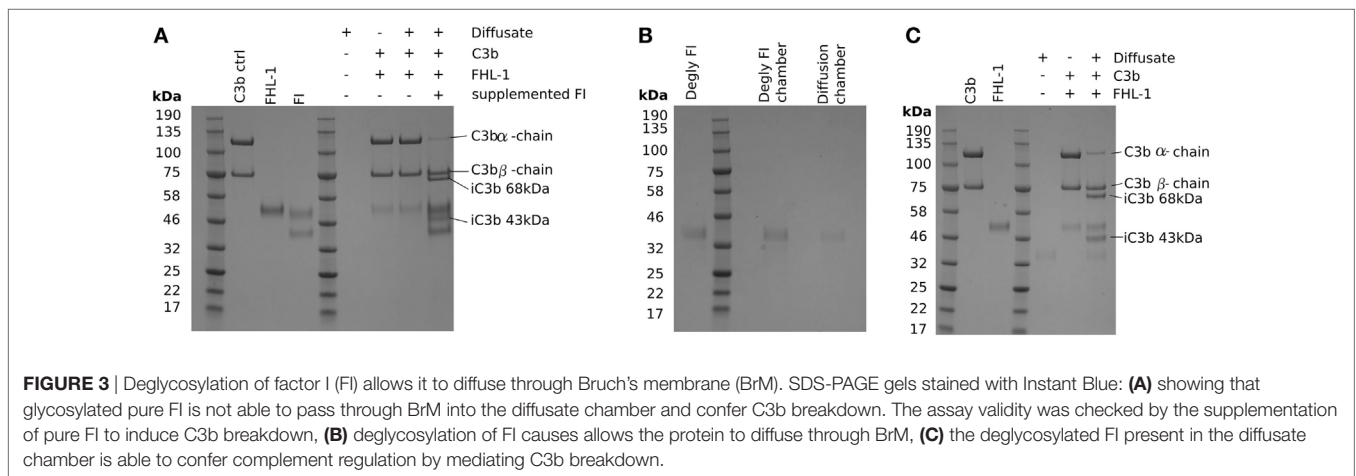 A
+ - + + Diffusate
- + + + C3b
- + + + FHL-1
- - - + supplemented FI
kDa
C3b ctrl
FHL-1
FI
190
135
100
75
58
46
32
25
22
17
C3bα -chain
C3bβ -chain
iC3b 68kDa
iC3b 43kDa
B
Degly FI
Degly FI
chamber
Diffusion
chamber
kDa
190
135
100
75
58
46
32
25
22
17
C
+ - + Diffusate
- + + C3b
- + + FHL-1
kDa
C3b
FHL-1
190
135
100
75
58
46
32
25
22
17
C3b α- chain
C3b β- chain
iC3b 68kDa
iC3b 43kDa
FIGURE 3 | Deglycosylation of factor I (FI) allows it to diffuse through Bruch’s membrane (BrM). SDS-PAGE gels stained with Instant Blue: (A) showing that
glycosylated pure FI is not able to pass through BrM into the diffusate chamber and confer C3b breakdown. The assay validity was checked by the supplementation
of pure FI to induce C3b breakdown, (B) deglycosylation of FI causes allows the protein to diffuse through BrM, (C) the deglycosylated FI present in the diffusate
chamber is able to confer complement regulation by mediating C3b breakdown.